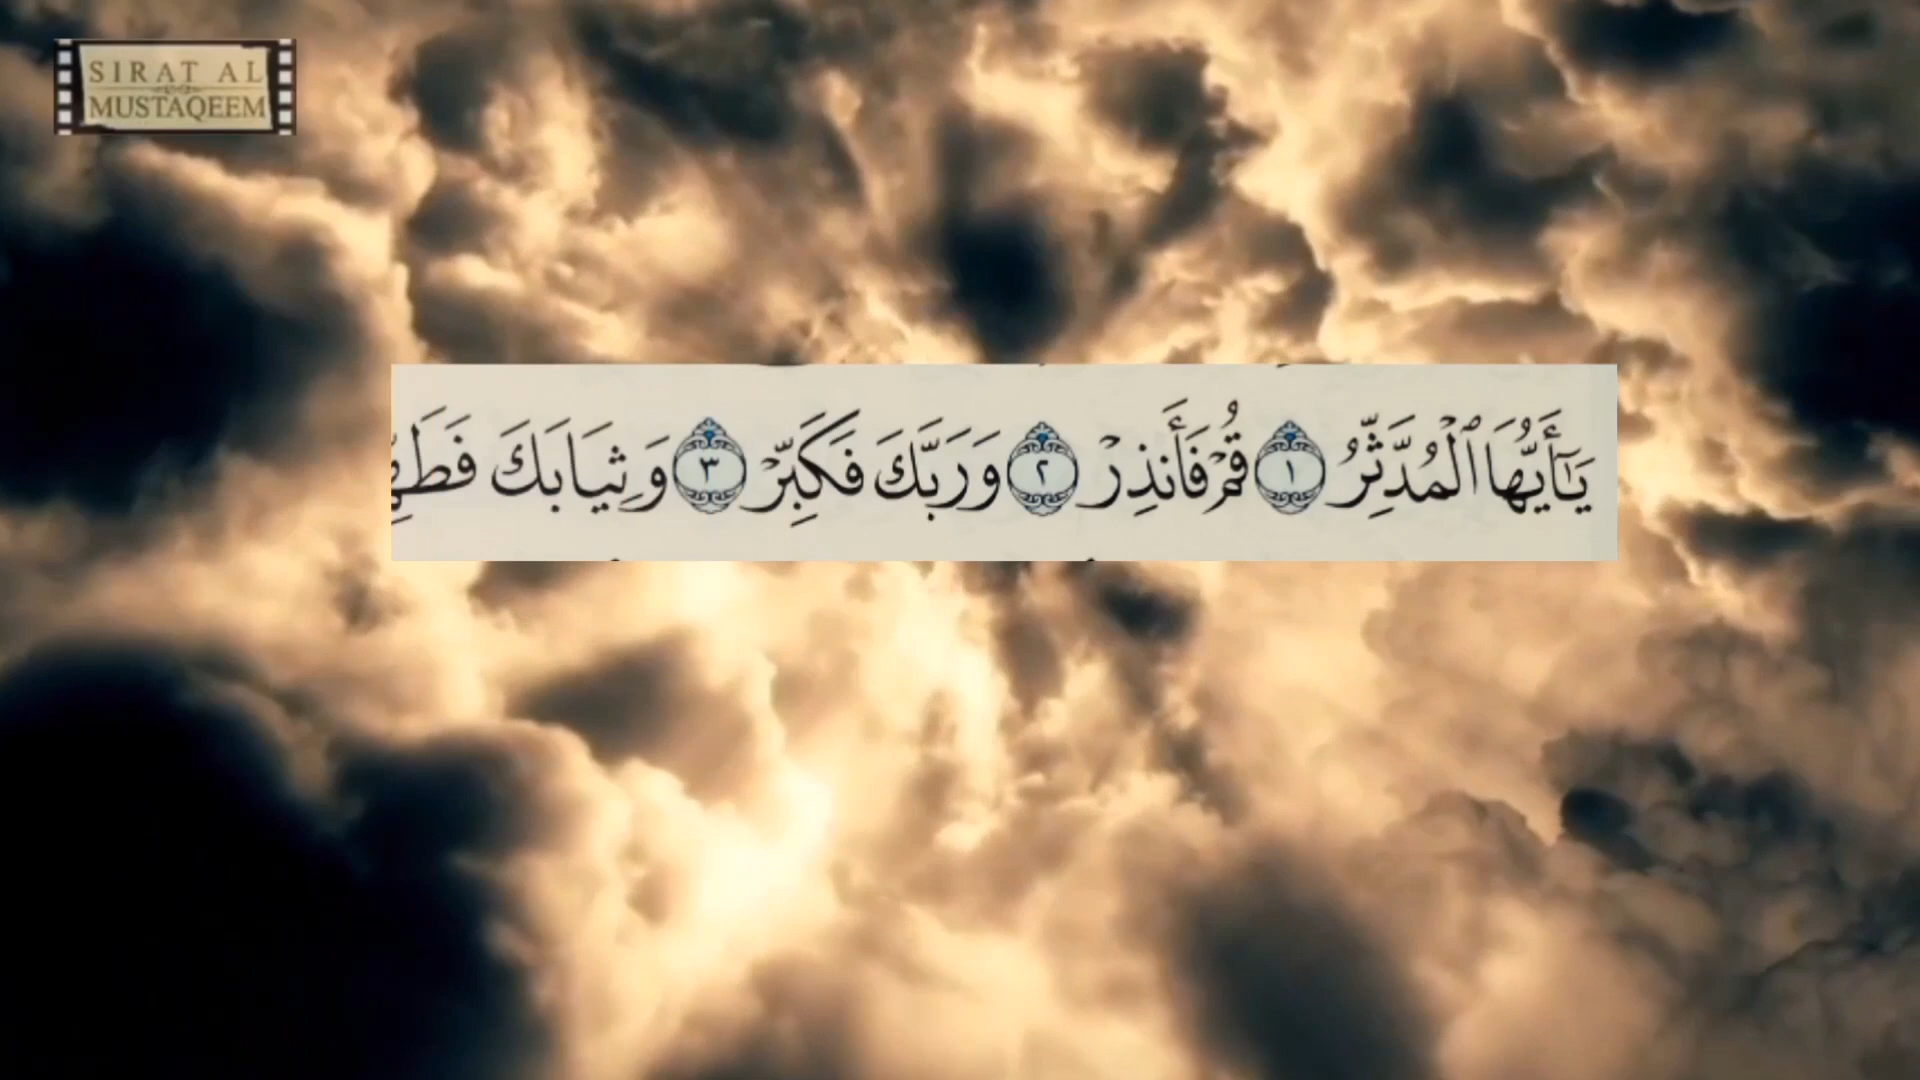 SIRAT AL
MUSTAQEEM
يَـٰٓأَيُّهَا ٱلْمُدَّثِّرُ ١ قُمْ فَأَنذِرْ ٢ وَرَبَّكَ فَكَبِّرْ ٣ وَثِيَابَكَ